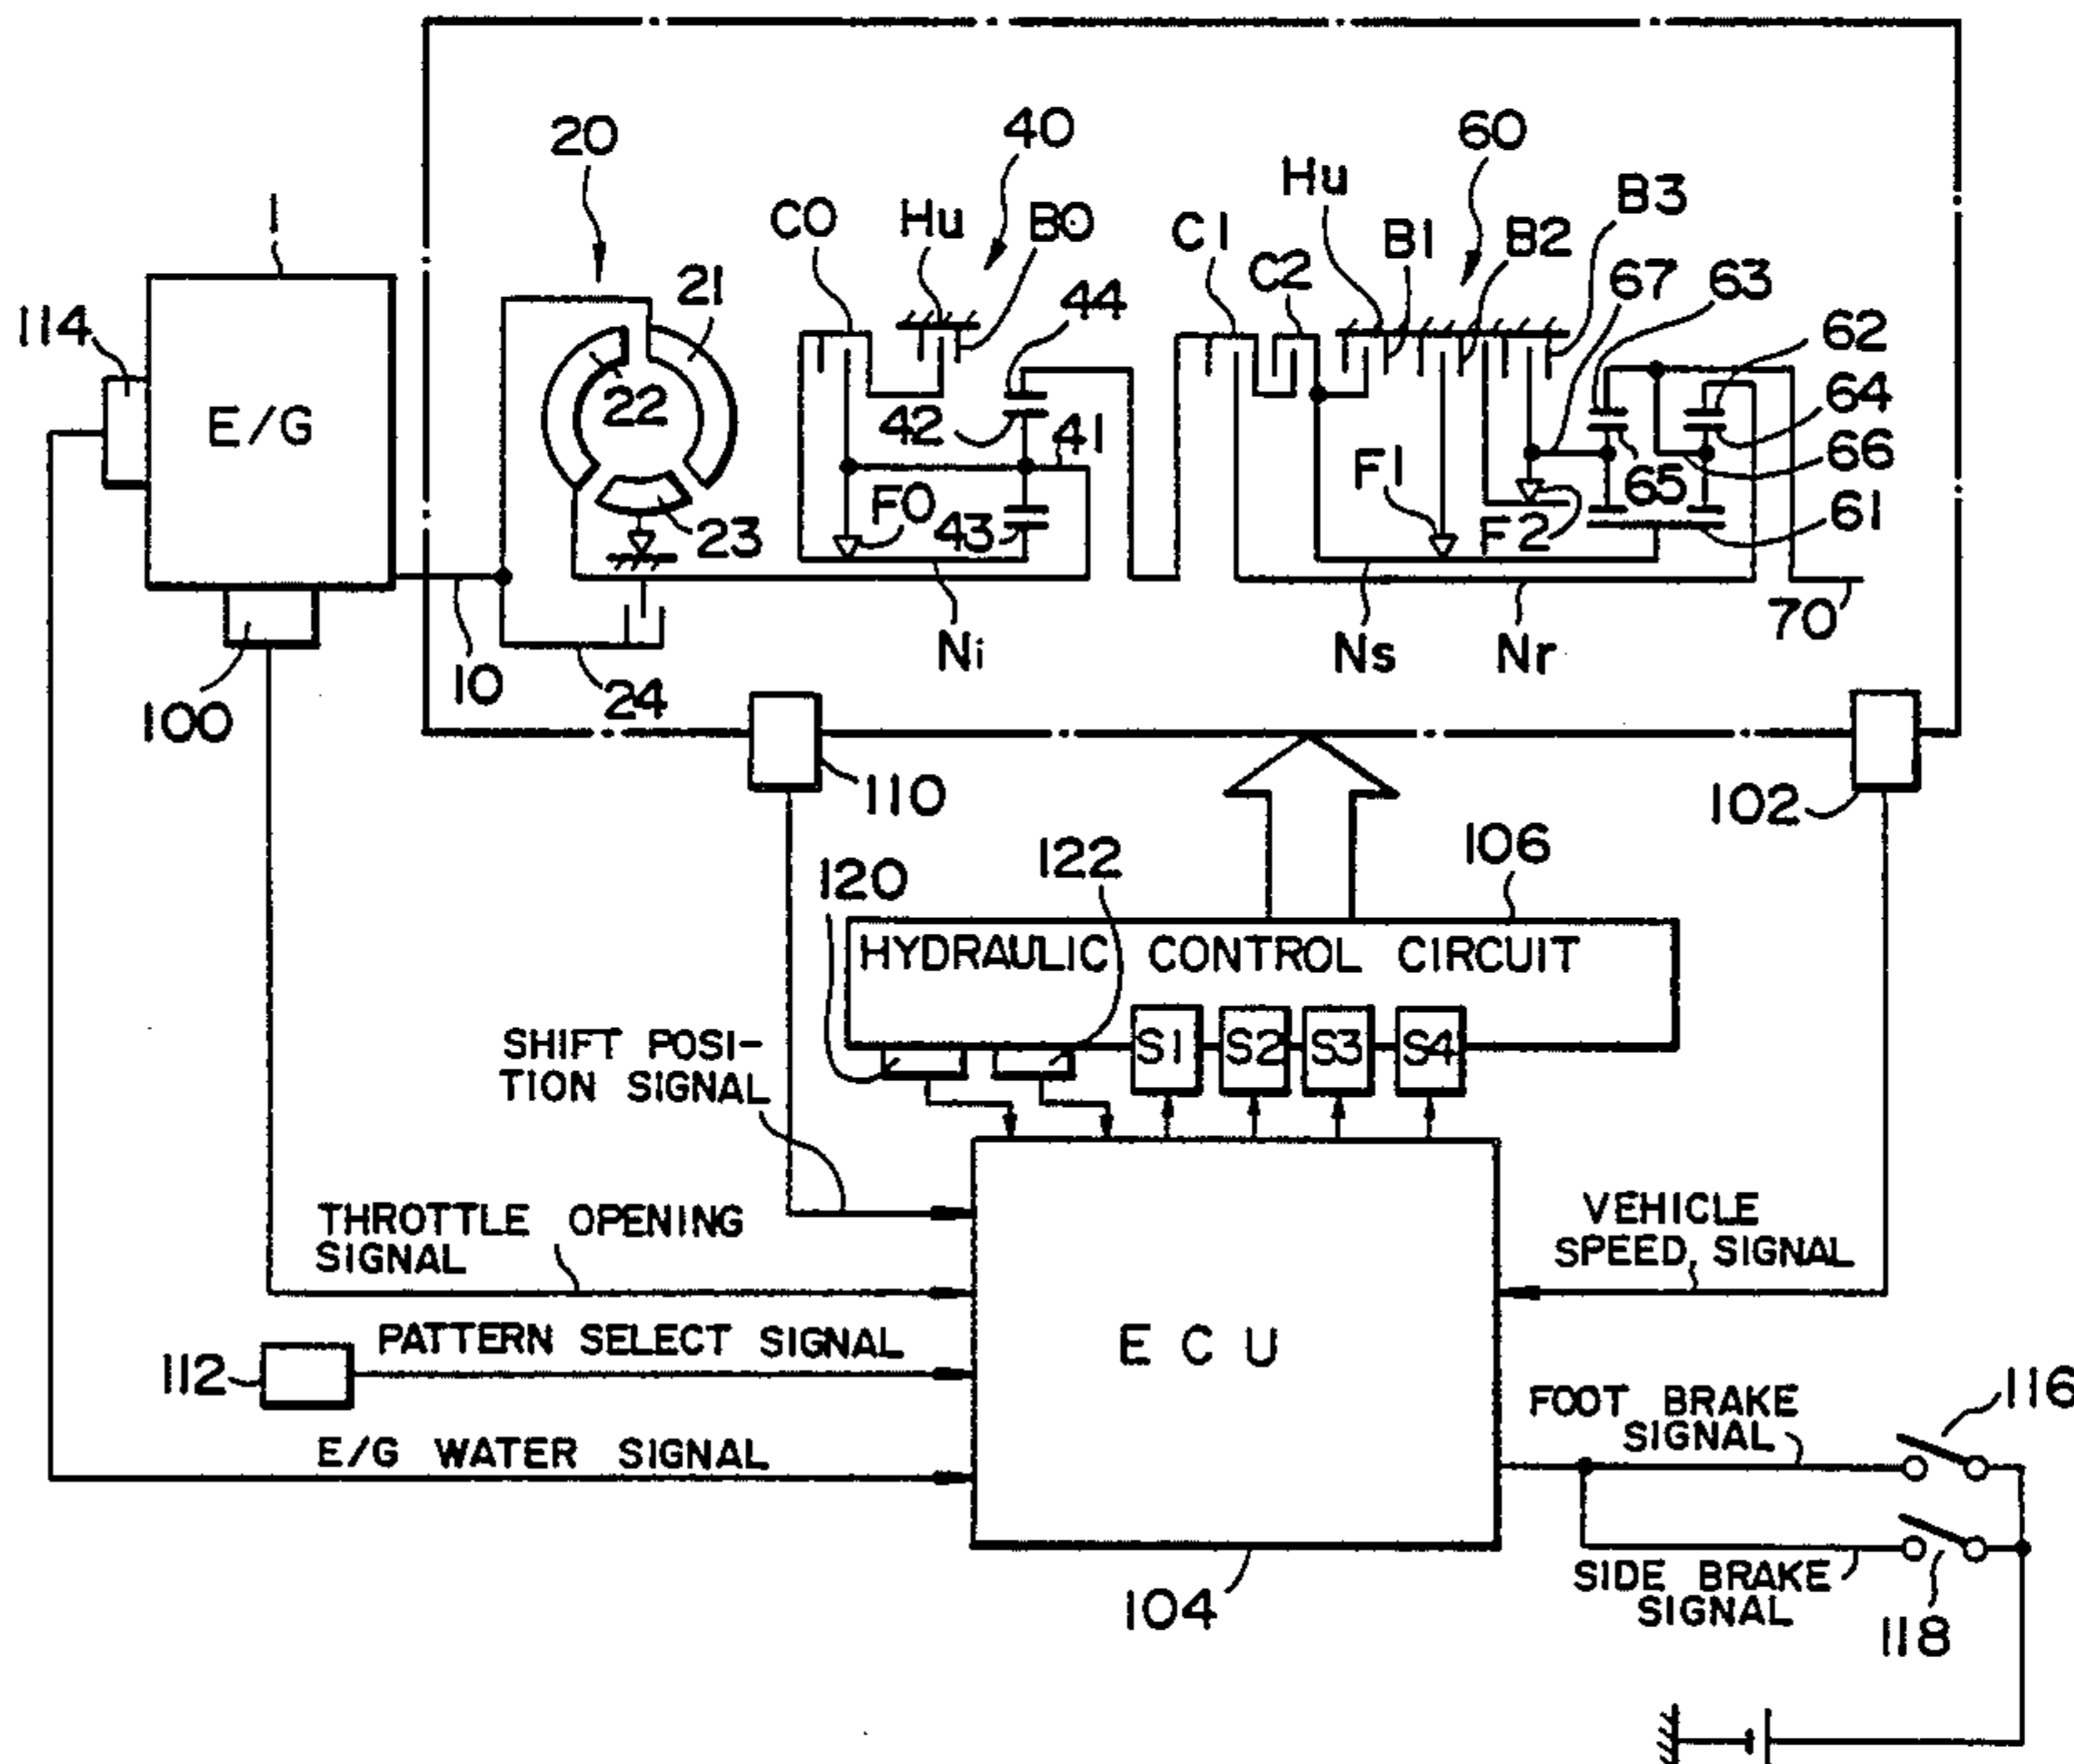 20
40
60
Hu
B3
1
C0
Hu
B0
C1
C2
B1
B2
67
63
114
21
44
62
E/G
22
42
41
F1
65
64
66
F0
43
F2
61
23
70
100
10
24
Ni
Ns
Nr
110
102
120
122
106
HYDRAULIC CONTROL CIRCUIT
S1 S2 S3 S4
SHIFT POSI-
TION SIGNAL
THROTTLE OPENING
SIGNAL
VEHICLE
SPEED SIGNAL
PATTERN SELECT SIGNAL
112
ECU
FOOT BRAKE
SIGNAL
116
E/G WATER SIGNAL
SIDE BRAKE
SIGNAL
118
104